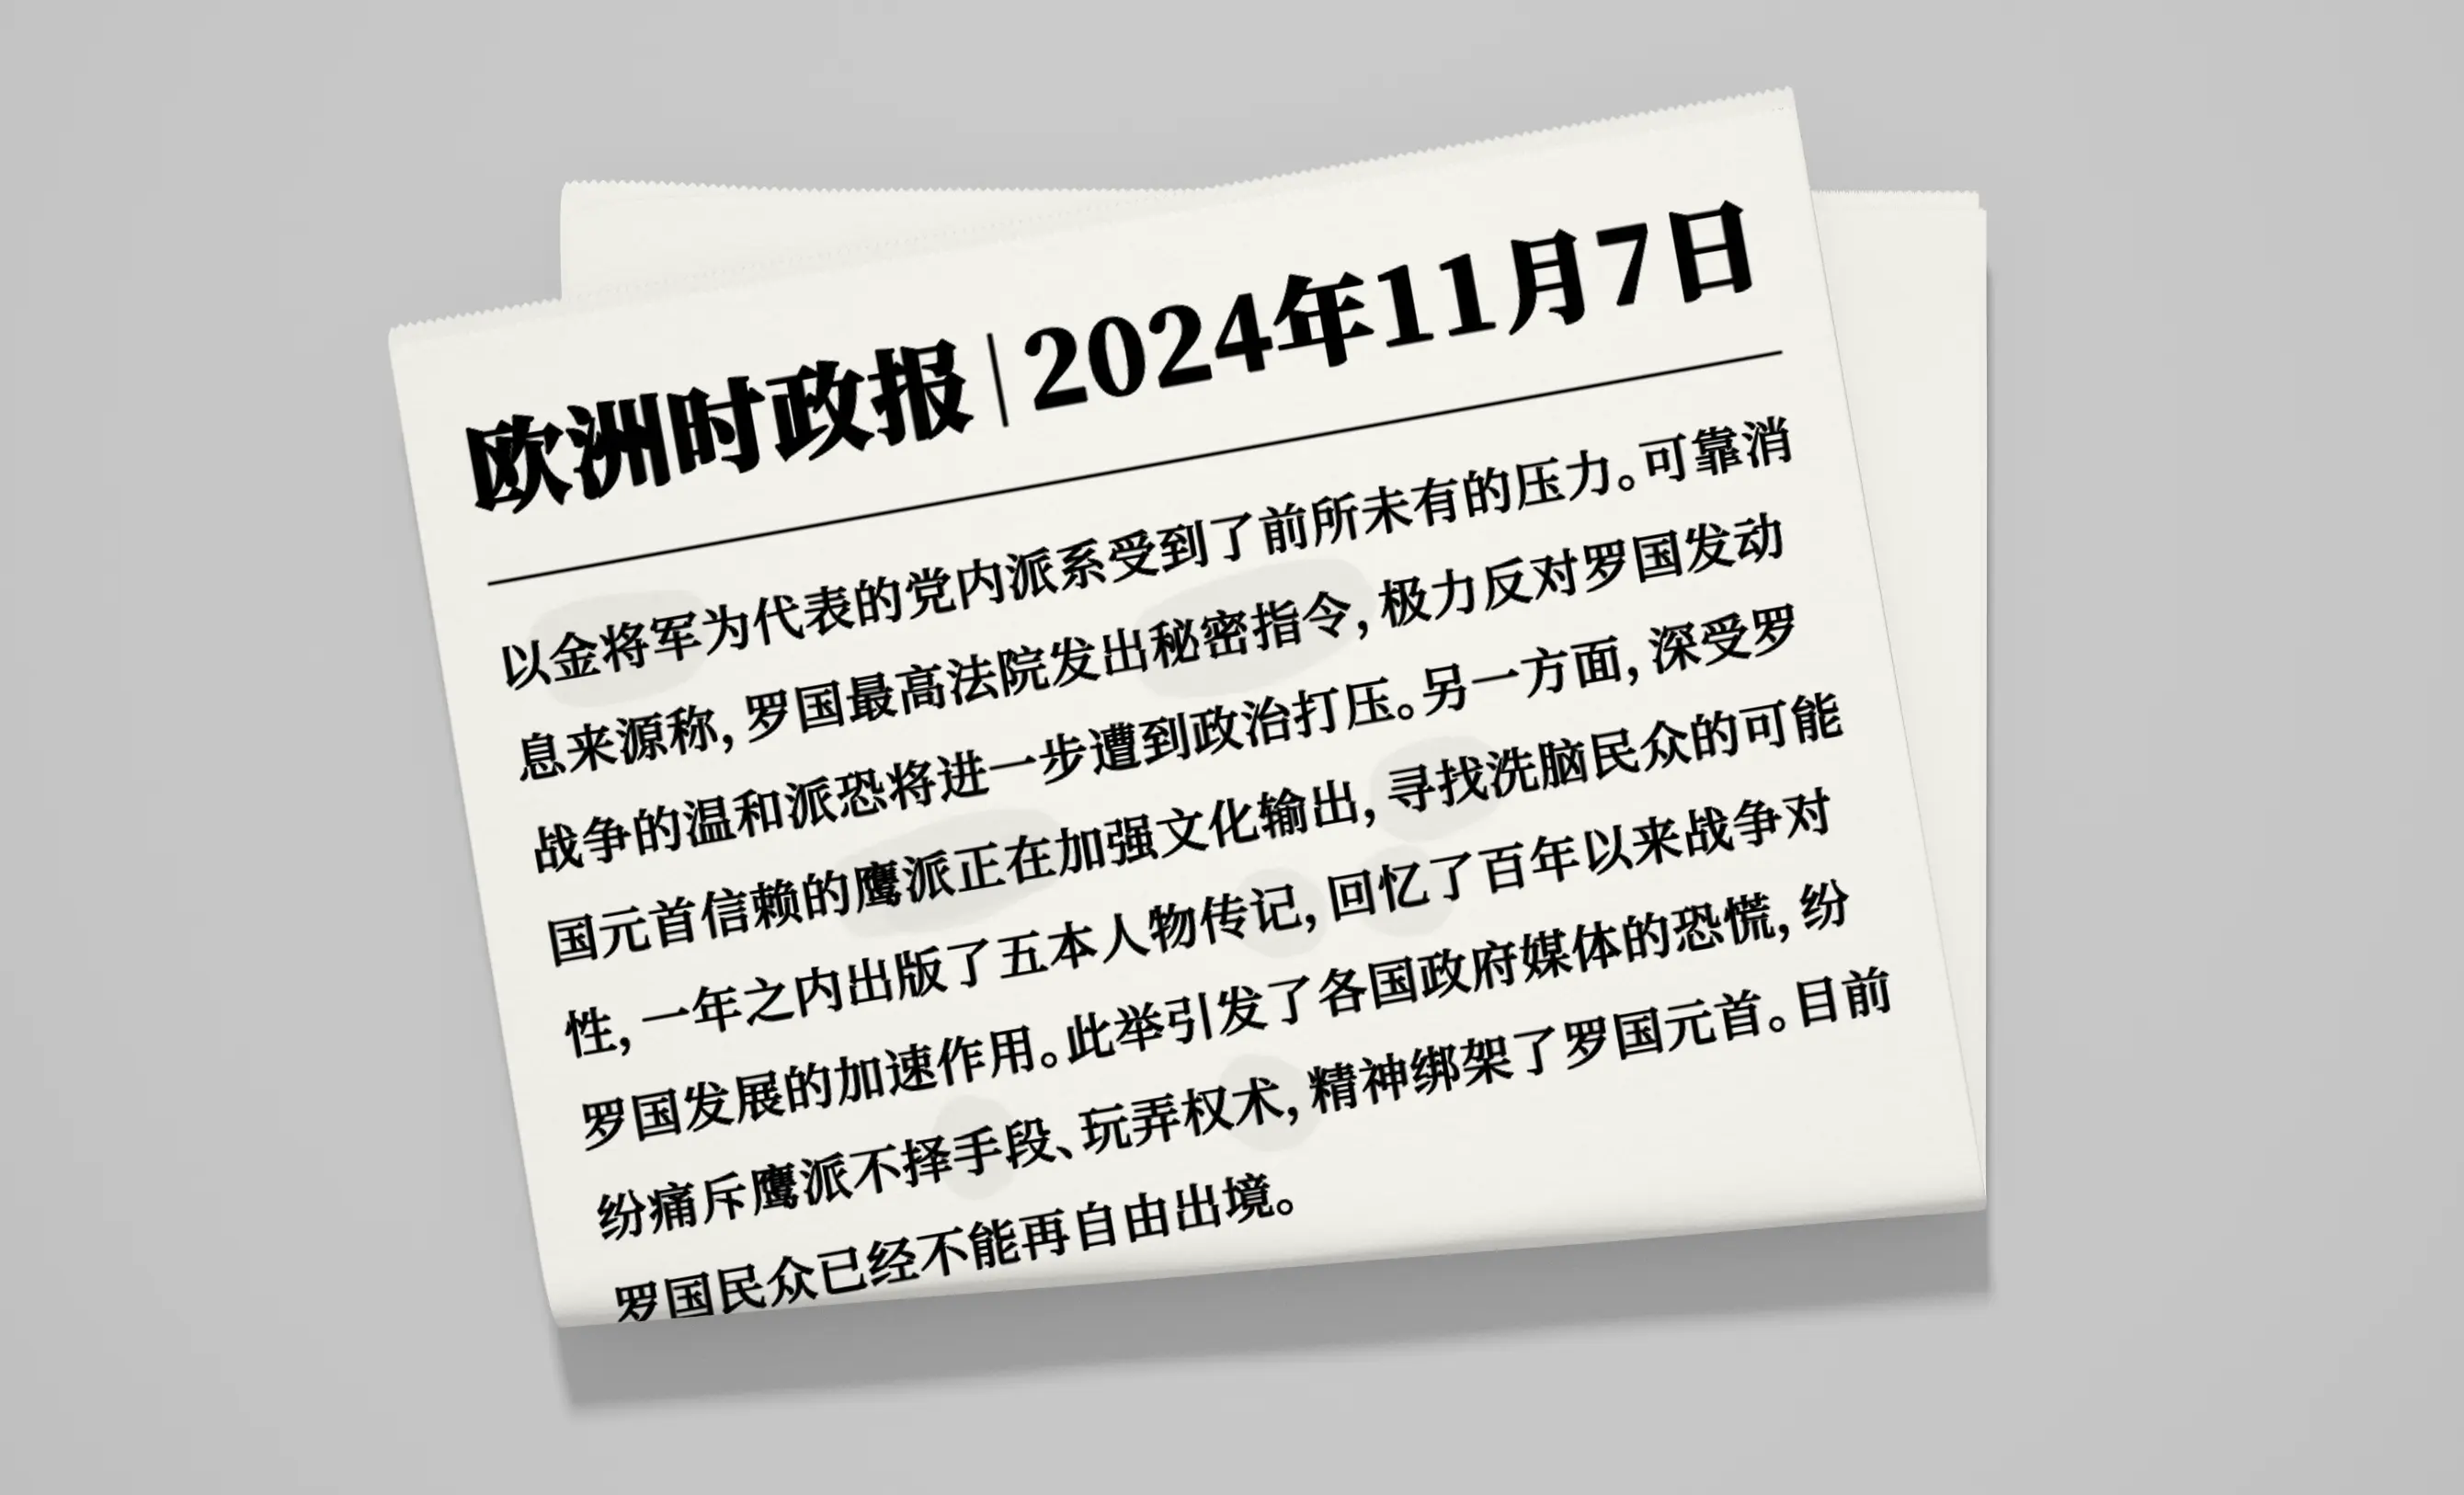 欧洲时政报|2024年11月7日
以金将军为代表的党内派系受到了前所未有的压力。可靠消
息来源称,罗国最高法院发出秘密指令,极力反对罗国发动
战争的温和派恐将进一步遭到政治打压。另一方面,深受罗
国元首信赖的鹰派正在加强文化输出,寻找洗脑民众的可能
性,一年之内出版了五本人物传记,回忆了百年以来战争对
罗国发展的加速作用。此举引发了各国政府媒体的恐慌,纷
纷痛斥鹰派不择手段、玩弄权术,精神绑架了罗国元首。目前
罗国民众已经不能再自由出境。